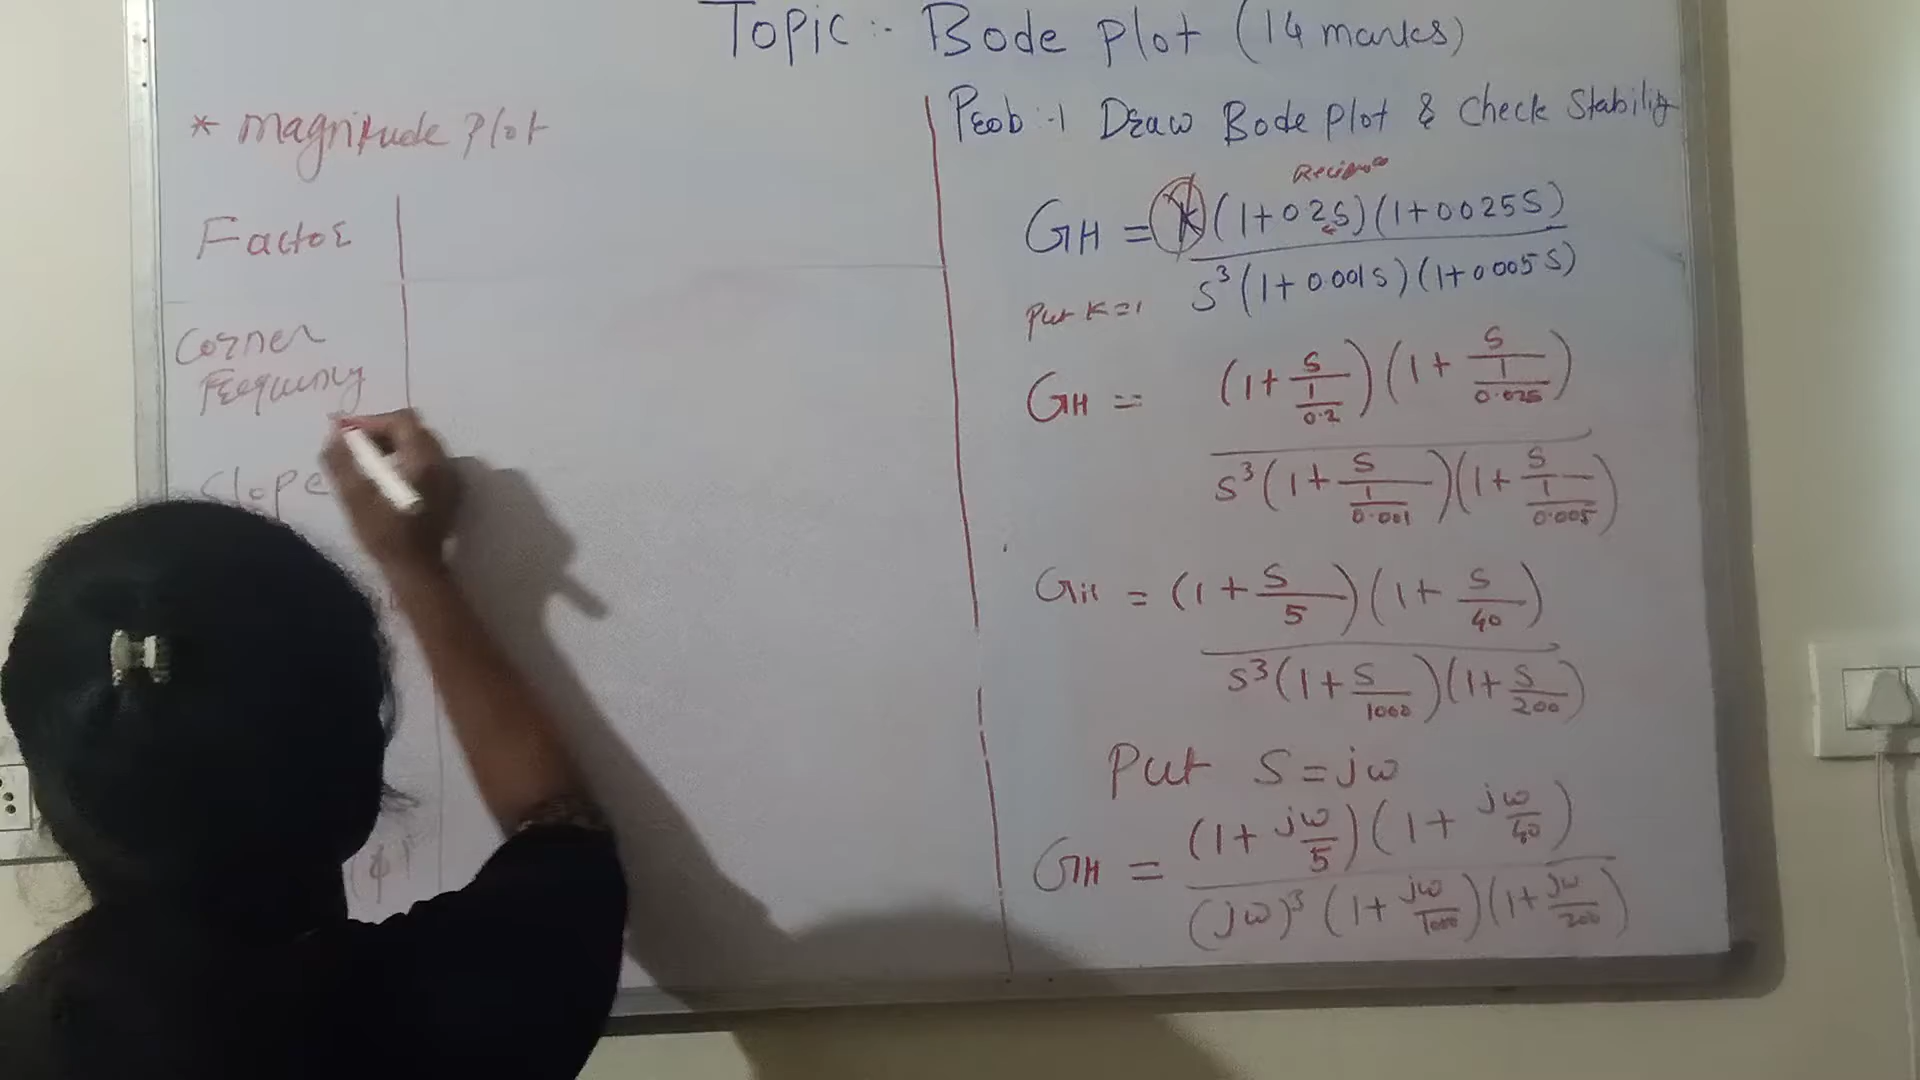 Topic :- Bode Plot (14 marks)
* Magnitude Plot
Factor
Corner
Frequency
Slope
(φ)
Prob :-1 Draw Bode plot & Check Stability
GH = K(1+0.2S)(1+0.025S)
S³(1+0.001S)(1+0.005S)
Put K=1
GH = (1+ S/(1/0.2))(1+ S/(1/0.025))
S³(1+ S/(1/0.001))(1+ S/(1/0.005))
GH = (1+ S/5)(1+ S/40)
S³(1+ S/1000)(1+ S/200)
Put S=jω
GH = (1+ jω/5)(1+ jω/40)
(jω)³(1+ jω/1000)(1+ jω/200)